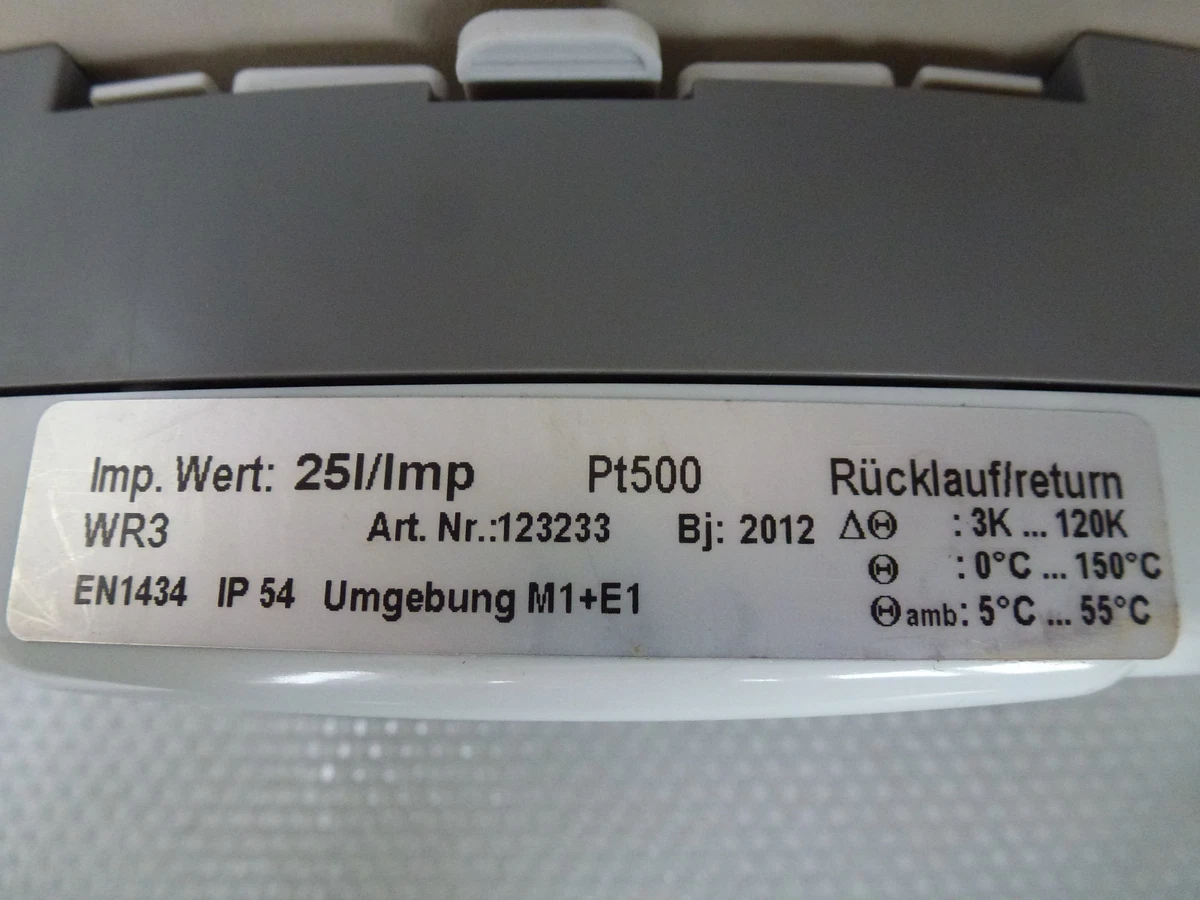 Imp. Wert: 25l/Imp Pt500 Rücklauf/return
WR3 Art. Nr.:123233 Bj: 2012 ΔΘ : 3K ... 120K
Θ : 0°C ... 150°C
EN1434 IP 54 Umgebung M1+E1 Θamb: 5°C ... 55°C